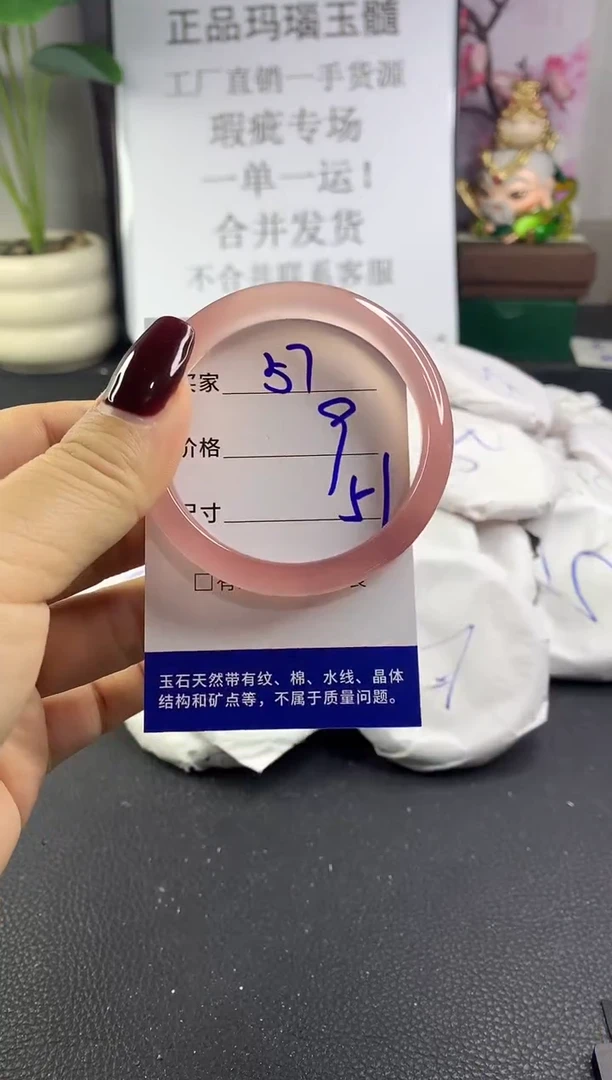 正品玛瑙玉髓
工厂直销一手货源
瑕疵专场
一单一运！
合并发货
不合并联系客服
买家 57
价格 9
尺寸 51
玉石天然带有纹、棉、水线、晶体
结构和矿点等，不属于质量问题。